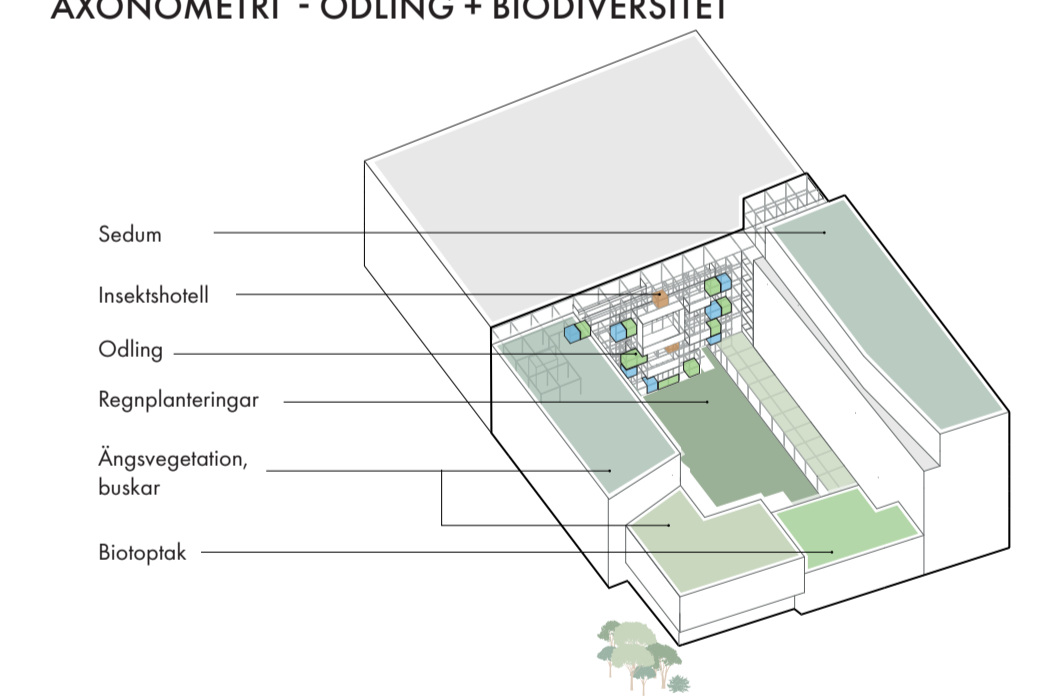 AXONOMETRI - ODLING + BIODIVERSITET
Sedum
Insektshotell
Odling
Regnplanteringar
Ängsvegetation,
buskar
Biotoptak